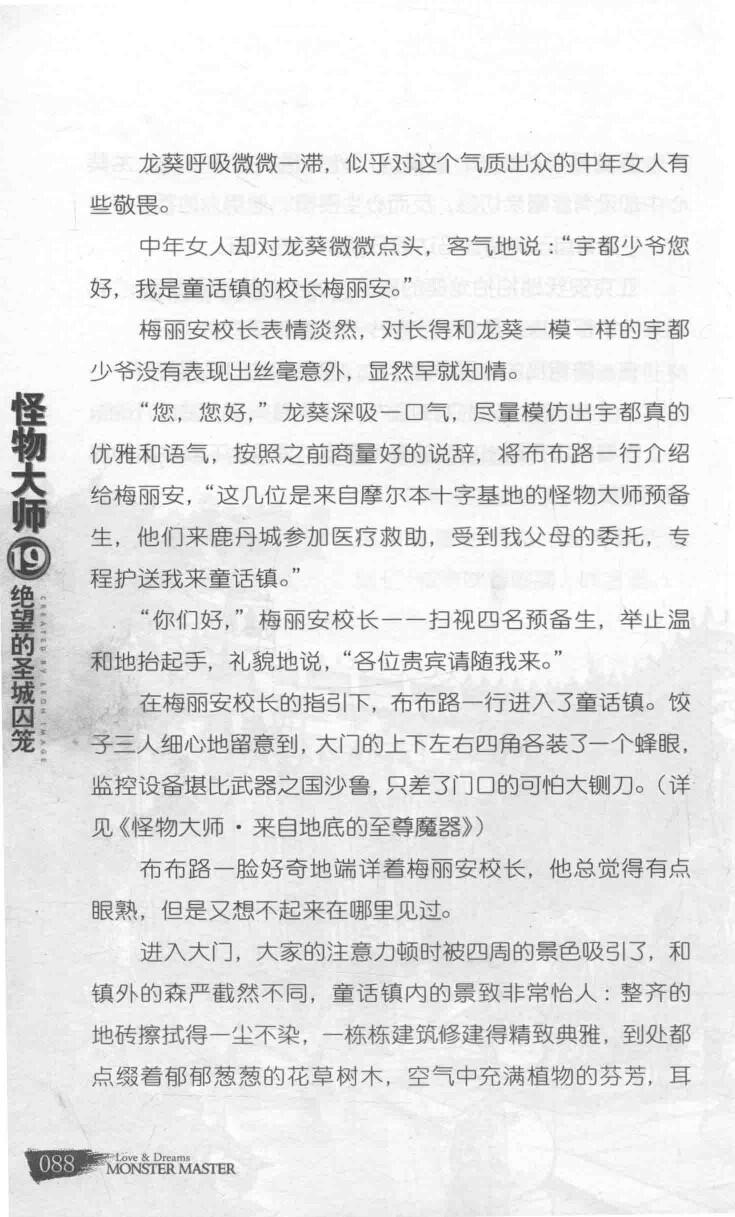 龙葵呼吸微微一滞，似乎对这个气质出众的中年女人有
些敬畏。
中年女人却对龙葵微微点头，客气地说：“宇都少爷您
好，我是童话镇的校长梅丽安。”
梅丽安校长表情淡然，对长得和龙葵一模一样的宇都
少爷没有表现出丝毫意外，显然早就知情。
“您，您好，”龙葵深吸一口气，尽量模仿出宇都真的
优雅和语气，按照之前商量好的说辞，将布布路一行介绍
给梅丽安，“这几位是来自摩尔本十字基地的怪物大师预备
生，他们来鹿丹城参加医疗救助，受到我父母的委托，专
程护送我来童话镇。”
“你们好，”梅丽安校长一一扫视四名预备生，举止温
和地抬起手，礼貌地说，“各位贵宾请随我来。”
在梅丽安校长的指引下，布布路一行进入了童话镇。饺
子三人细心地留意到，大门的上下左右四角各装了一个蜂眼，
监控设备堪比武器之国沙鲁，只差了门口的可怕大铡刀。（详
见《怪物大师·来自地底的至尊魔器》）
布布路一脸好奇地端详着梅丽安校长，他总觉得有点
眼熟，但是又想不起来在哪里见过。
进入大门，大家的注意力顿时被四周的景色吸引了，和
镇外的森严截然不同，童话镇内的景致非常怡人：整齐的
地砖擦拭得一尘不染，一栋栋建筑修建得精致典雅，到处都
点缀着郁郁葱葱的花草树木，空气中充满植物的芬芳，耳
怪物大师19
绝望的圣城囚笼
CREATED BY LEON IMAGE
088
Love & Dreams
MONSTER MASTER